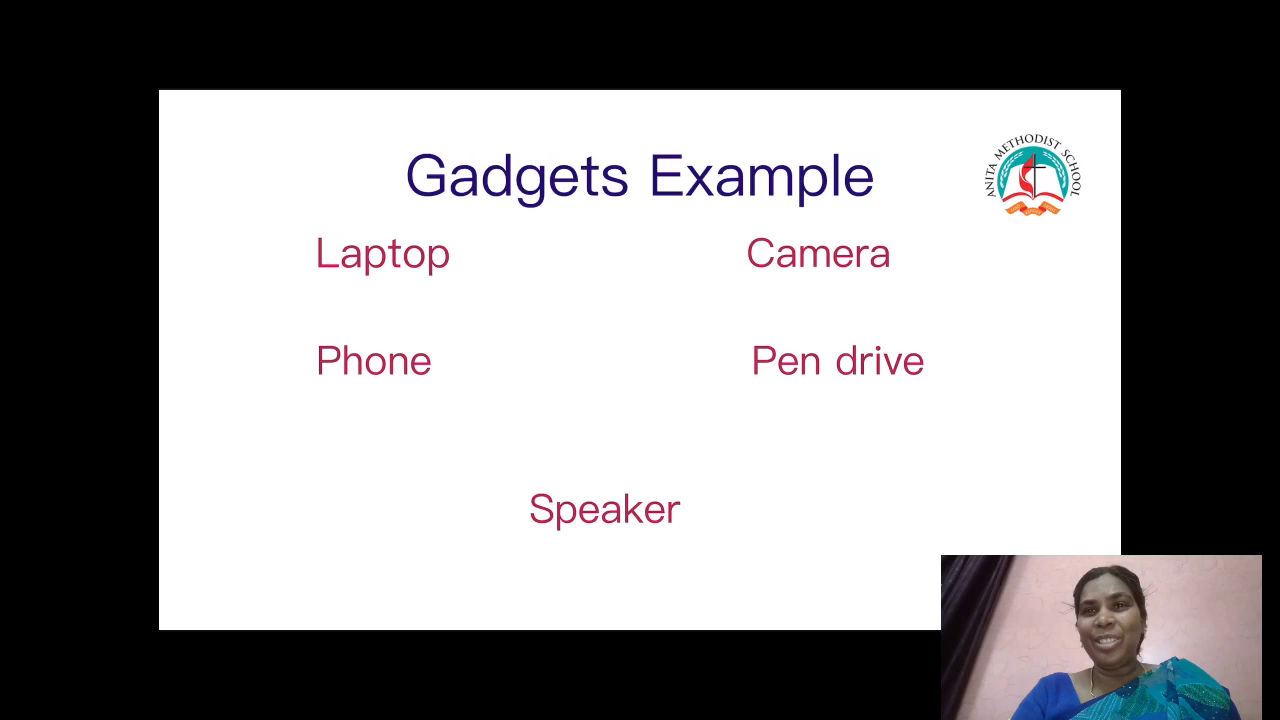 Gadgets Example
ANITA METHODIST SCHOOL
Laptop
Camera
Phone
Pen drive
Speaker